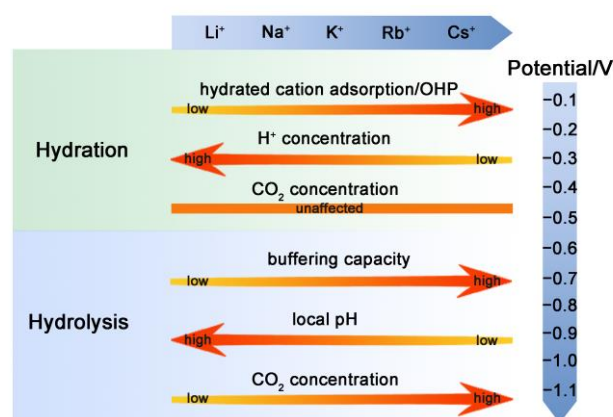 Li⁺ Na⁺ K⁺ Rb⁺ Cs⁺
Potential/V
Hydration
hydrated cation adsorption/OHP
low high
H⁺ concentration
high low
CO₂ concentration
unaffected
Hydrolysis
buffering capacity
low high
local pH
high low
CO₂ concentration
low high
−0.1
−0.2
−0.3
−0.4
−0.5
−0.6
−0.7
−0.8
−0.9
−1.0
−1.1